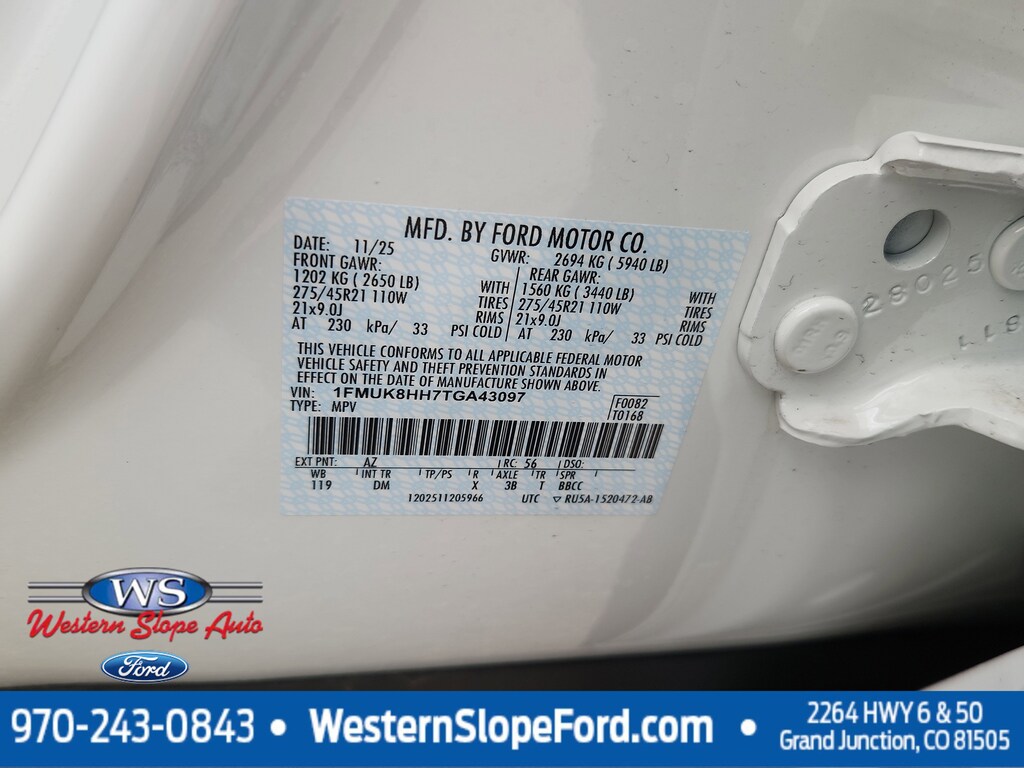 MFD. BY FORD MOTOR CO.
DATE: 11/25 GVWR: 2694 KG ( 5940 LB)
FRONT GAWR: REAR GAWR:
1202 KG ( 2650 LB) WITH 1560 KG ( 3440 LB) WITH
275/45R21 110W TIRES 275/45R21 110W TIRES
21x9.0J RIMS 21x9.0J RIMS
AT 230 kPa/ 33 PSI COLD AT 230 kPa/ 33 PSI COLD
THIS VEHICLE CONFORMS TO ALL APPLICABLE FEDERAL MOTOR
VEHICLE SAFETY AND THEFT PREVENTION STANDARDS IN
EFFECT ON THE DATE OF MANUFACTURE SHOWN ABOVE.
VIN: 1FMUK8HH7TGA43097 F0082
TYPE: MPV T0168
EXT PNT: AZ RC: 56 DSO:
WB INT TR TP/PS R AXLE TR SPR
119 DM X 3B T BBCC
1202511205966 UTC ▽ RU5A-1520472-AB
28025
WS
Western Slope Auto
Ford
970-243-0843 • WesternSlopeFord.com • 2264 HWY 6 & 50
Grand Junction, CO 81505